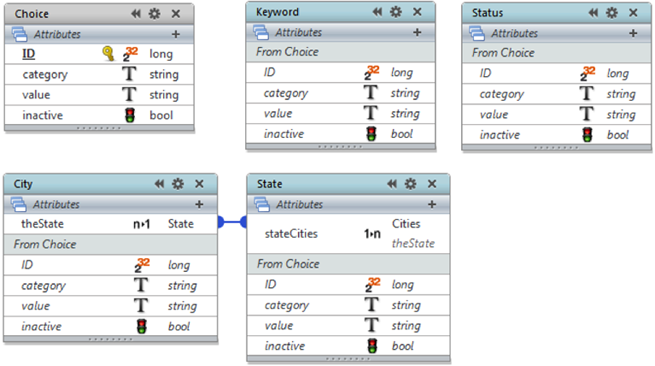 Choice
Attributes
ID 2 32 long
category T string
value T string
inactive bool
Keyword
Attributes
From Choice
ID 2 32 long
category T string
value T string
inactive bool
Status
Attributes
From Choice
ID 2 32 long
category T string
value T string
inactive bool
City
Attributes
theState n▸1 State
From Choice
ID 2 32 long
category T string
value T string
inactive bool
State
Attributes
stateCities 1▸n Cities
theState
From Choice
ID 2 32 long
category T string
value T string
inactive bool